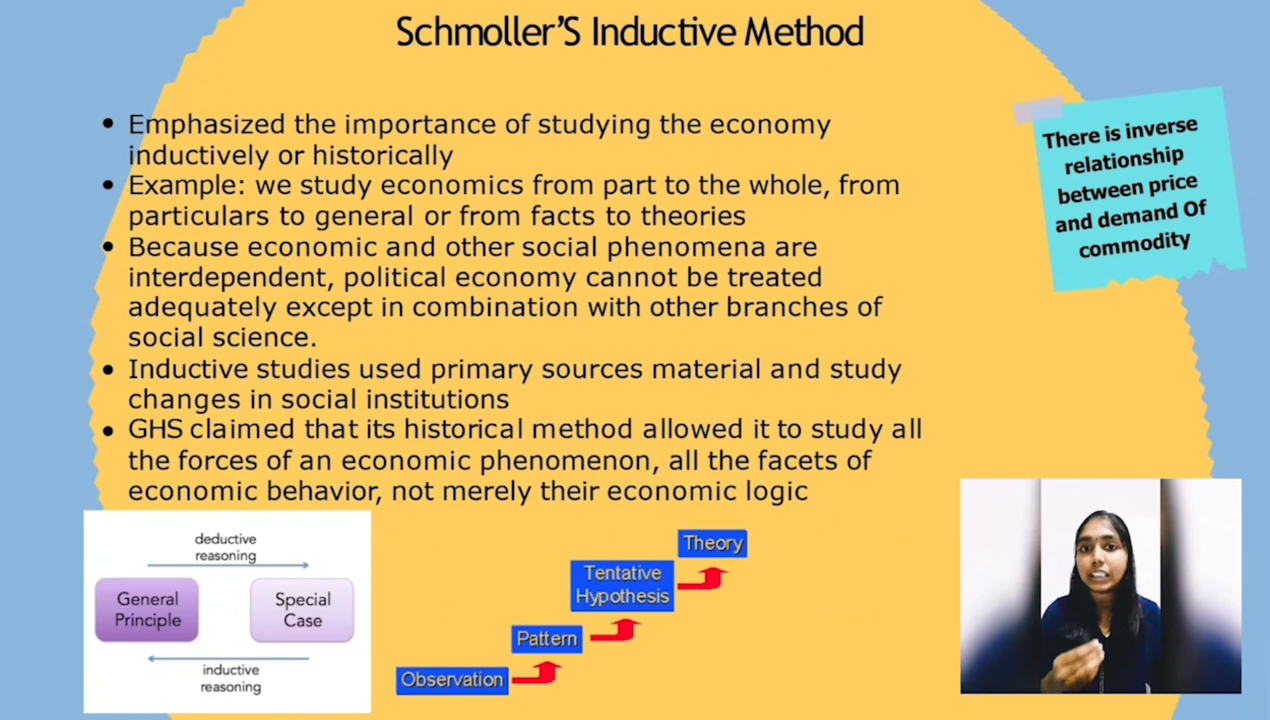 Schmoller'S Inductive Method
• Emphasized the importance of studying the economy
inductively or historically
• Example: we study economics from part to the whole, from
particulars to general or from facts to theories
• Because economic and other social phenomena are
interdependent, political economy cannot be treated
adequately except in combination with other branches of
social science.
• Inductive studies used primary sources material and study
changes in social institutions
• GHS claimed that its historical method allowed it to study all
the forces of an economic phenomenon, all the facets of
economic behavior, not merely their economic logic
There is inverse
relationship
between price
and demand Of
commodity
deductive
reasoning
General
Principle
Special
Case
inductive
reasoning
Theory
Tentative
Hypothesis
Pattern
Observation